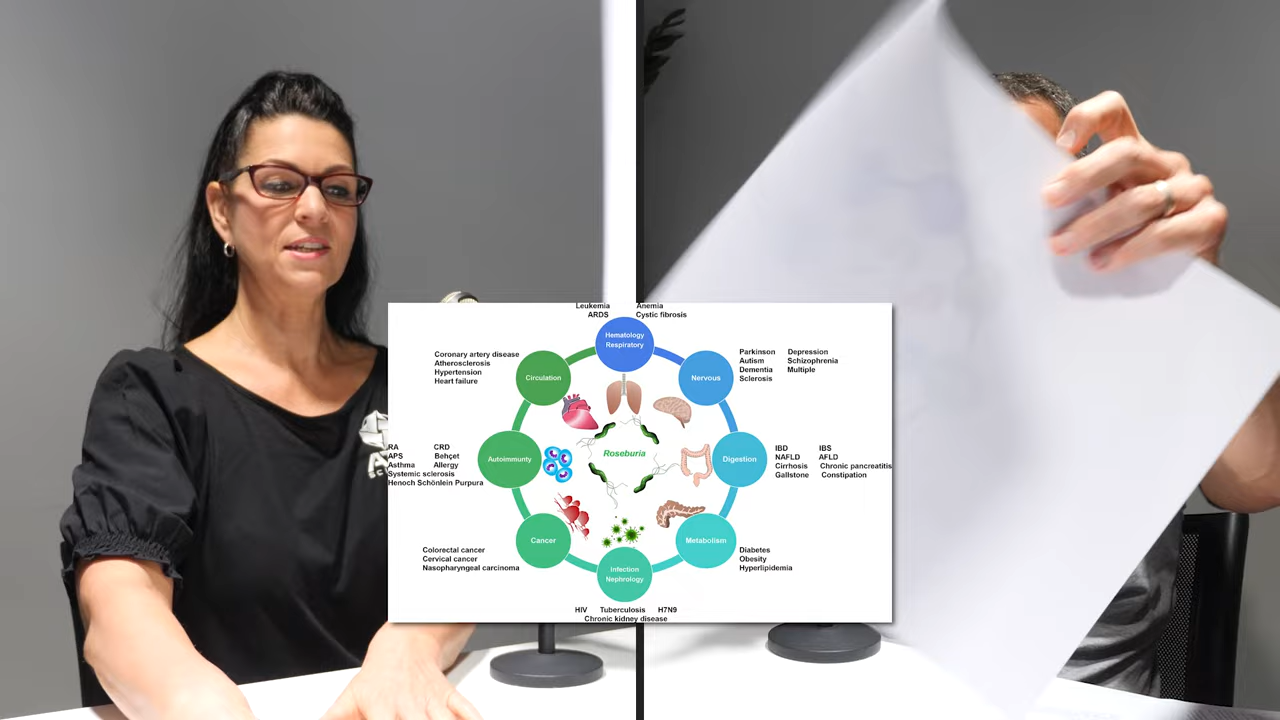 Leukemia Anemia
ARDS Cystic fibrosis
Hematology
Respiratory
Coronary artery disease
Atherosclerosis
Hypertension
Heart failure
Circulation
Nervous
Parkinson Depression
Autism Schizophrenia
Dementia Multiple
Sclerosis
RA CRD
APS Behçet
Asthma Allergy
Systemic sclerosis
Henoch Schönlein Purpura
Autoimmunty
Roseburia
Digestion
IBD IBS
NAFLD AFLD
Cirrhosis Chronic pancreatitis
Gallstone Constipation
Colorectal cancer
Cervical cancer
Nasopharyngeal carcinoma
Cancer
Metabolism
Diabetes
Obesity
Hyperlipidemia
Infection
Nephrology
HIV Tuberculosis H7N9
Chronic kidney disease